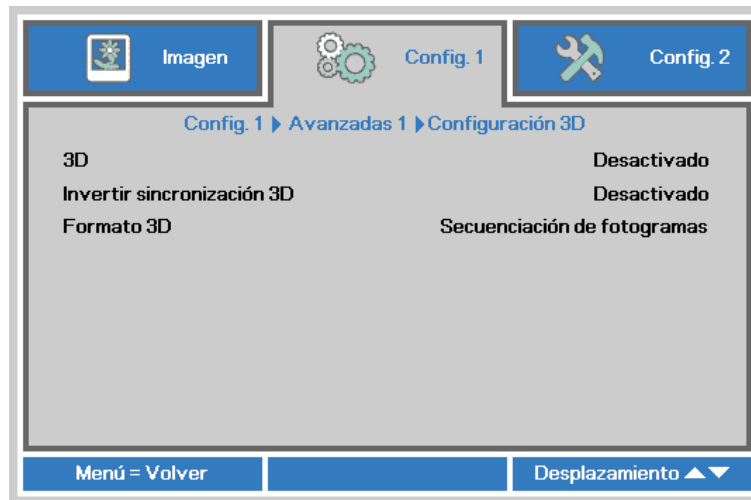 Imagen
Config. 1
Config. 2
Config. 1 ▶ Avanzadas 1 ▶ Configuración 3D
3D Desactivado
Invertir sincronización 3D Desactivado
Formato 3D Secuenciación de fotogramas
Menú = Volver
Desplazamiento ▲▼